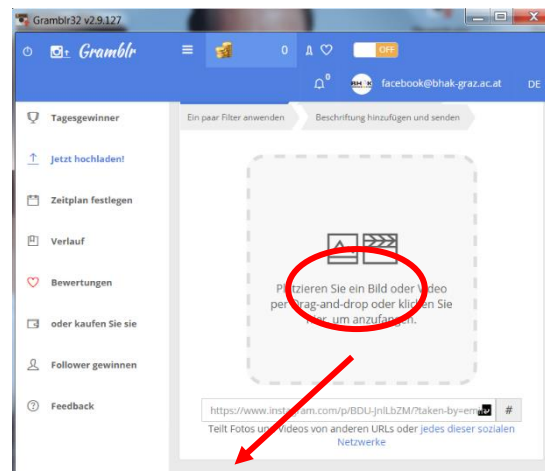 Gramblr32 v2.9.127
Gramblr
0
OFF
0
facebook@bhak-graz.ac.at
DE
Tagesgewinner
Ein paar Filter anwenden
Beschriftung hinzufügen und senden
Jetzt hochladen!
Zeitplan festlegen
Verlauf
Platzieren Sie ein Bild oder Video
per Drag-and-drop oder klicken Sie
hier, um anzufangen.
Bewertungen
oder kaufen Sie sie
Follower gewinnen
Feedback
https://www.instagram.com/p/BDU-JnlLbZM/?taken-by=em
#
Teilt Fotos und Videos von anderen URLs oder jedes dieser sozialen
Netzwerke